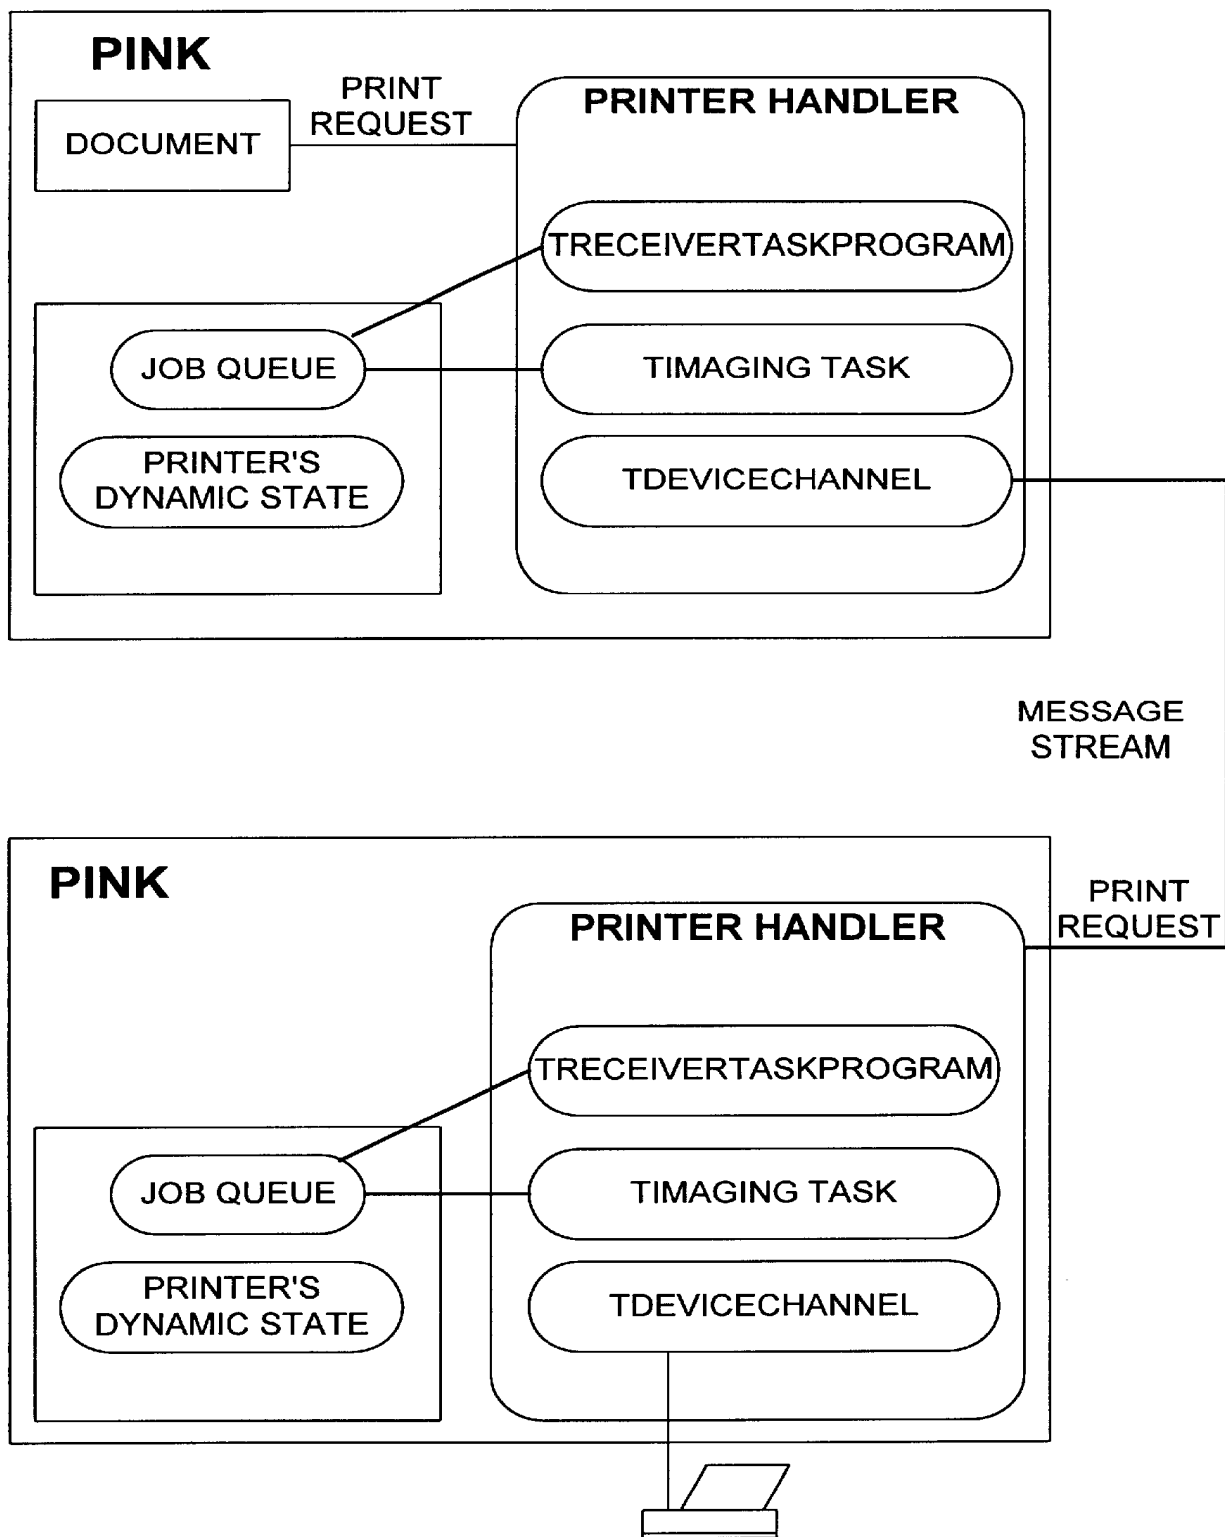 PINK
PRINT
REQUEST
DOCUMENT
PRINTER HANDLER
TRECEIVERTASKPROGRAM
JOB QUEUE
TIMAGING TASK
PRINTER'S
DYNAMIC STATE
TDEVICECHANNEL
MESSAGE
STREAM
PINK
PRINT
REQUEST
PRINTER HANDLER
TRECEIVERTASKPROGRAM
JOB QUEUE
TIMAGING TASK
PRINTER'S
DYNAMIC STATE
TDEVICECHANNEL